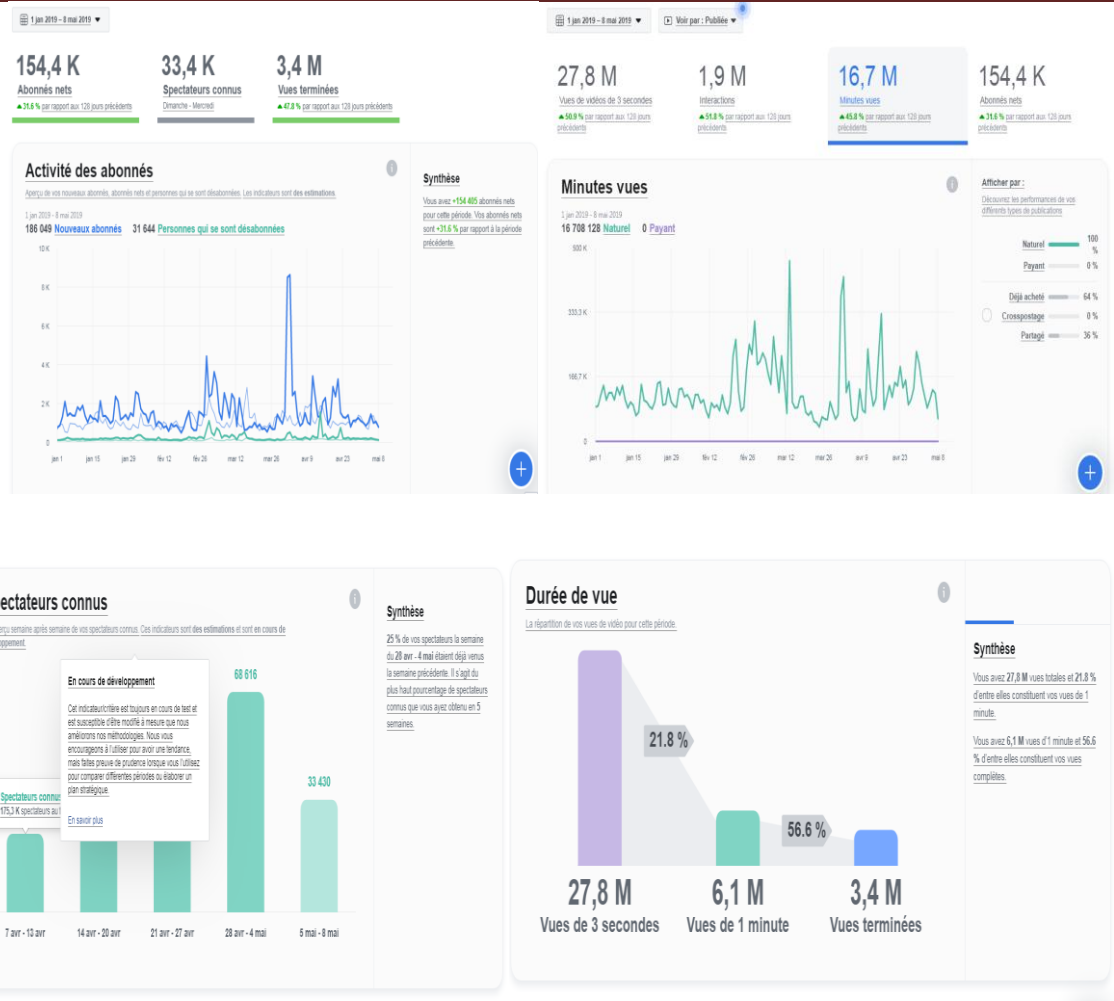 1 jan 2019 – 8 mai 2019
154,4 K
Abonnés nets
31.6 % par rapport aux 128 jours précédents
33,4 K
Spectateurs connus
Dimanche - Mercredi
3,4 M
Vues terminées
47.8 % par rapport aux 128 jours précédents
Activité des abonnés
Aperçu de vos nouveaux abonnés, abonnés nets et personnes qui se sont désabonnées. Les indicateurs sont des estimations.
1 jan 2019 - 8 mai 2019
186 049 Nouveaux abonnés 31 644 Personnes qui se sont désabonnées
10 K
8 K
6 K
4 K
2 K
0
jan 1 jan 15 jan 29 fév 12 fév 26 mar 12 mar 26 avr 9 avr 23 mai 6
Synthèse
Vous avez +154 405 abonnés nets
pour cette période. Vos abonnés nets
sont +31.6 % par rapport à la période
précédente.
1 jan 2019 – 8 mai 2019
Voir par : Publiée
27,8 M
Vues de vidéos de 3 secondes
50.9 % par rapport aux 128 jours
précédents
1,9 M
Interactions
51.8 % par rapport aux 128 jours
précédents
16,7 M
Minutes vues
45.8 % par rapport aux 128 jours
précédents
154,4 K
Abonnés nets
31.6 % par rapport aux 128 jours
précédents
Minutes vues
1 jan 2019 - 8 mai 2019
16 708 128 Naturel 0 Payant
500 K
333,3 K
166,7 K
0
jan 1 jan 15 jan 29 fév 12 fév 26 mar 12 mar 26 avr 9 avr 23 mai 6
Afficher par :
Découvrez les performances de vos
différents types de publications
Naturel 100
%
Payant 0 %
Déjà acheté 64 %
Crosspostage 0 %
Partagé 36 %
ectateurs connus
erçu semaine après semaine de vos spectateurs connus. Ces indicateurs sont des estimations et sont en cours de
oppement.
En cours de développement
Cet indicateur/critère est toujours en cours de test et
est susceptible d'être modifié à mesure que nous
améliorons nos méthodologies. Nous vous
encourageons à l'utiliser pour avoir une tendance,
mais faites preuve de prudence lorsque vous l'utilisez
pour comparer différentes périodes ou élaborer un
plan stratégique.
En savoir plus
Spectateurs connus
175,3 K spectateurs au
68 616
33 430
7 avr - 13 avr 14 avr - 20 avr 21 avr - 27 avr 28 avr - 4 mai 5 mai - 8 mai
Synthèse
25 % de vos spectateurs la semaine
du 28 avr - 4 mai étaient déjà venus
la semaine précédente. Il s'agit du
plus haut pourcentage de spectateurs
connus que vous ayez obtenu en 5
semaines.
Durée de vue
La répartition de vos vues de vidéo pour cette période.
21.8 %
56.6 %
27,8 M
Vues de 3 secondes
6,1 M
Vues de 1 minute
3,4 M
Vues terminées
Synthèse
Vous avez 27,8 M vues totales et 21.8 %
d'entre elles constituent vos vues de 1
minute.
Vous avez 6,1 M vues d'1 minute et 56.6
% d'entre elles constituent vos vues
complètes.